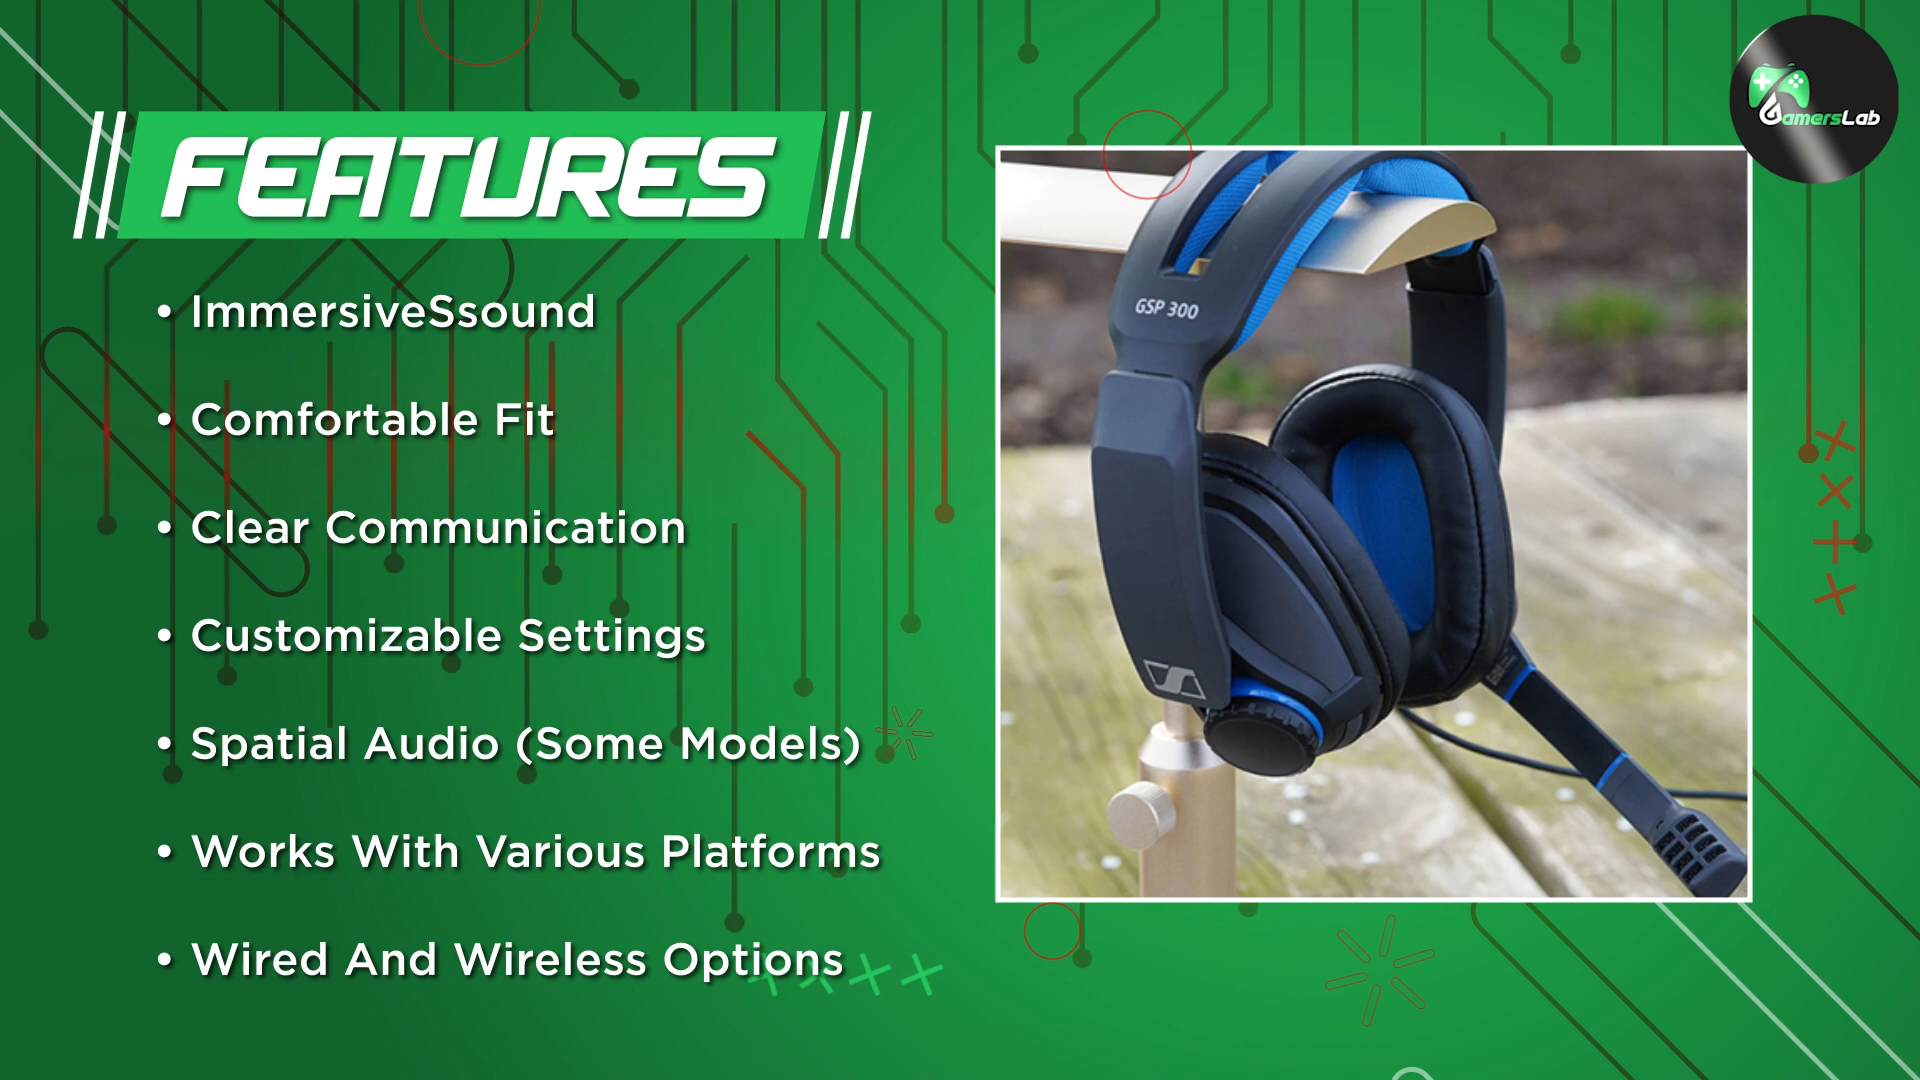 GamersLab
FEATURES
• ImmersiveSsound
• Comfortable Fit
• Clear Communication
• Customizable Settings
• Spatial Audio (Some Models)
• Works With Various Platforms
• Wired And Wireless Options
GSP 300